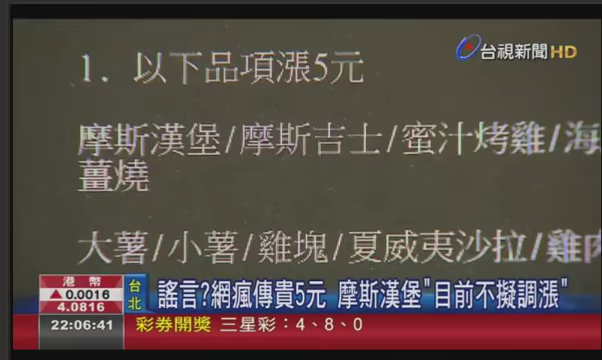 台視新聞HD
1. 以下品項漲5元
摩斯漢堡/摩斯吉士/蜜汁烤雞/海
薑燒
大薯/小薯/雞塊/夏威夷沙拉/雞肉
港幣
▲0.0016
4.0816
台北
謠言?網瘋傳貴5元 摩斯漢堡"目前不擬調漲"
22:06:41
彩券開獎 三星彩：4、8、0